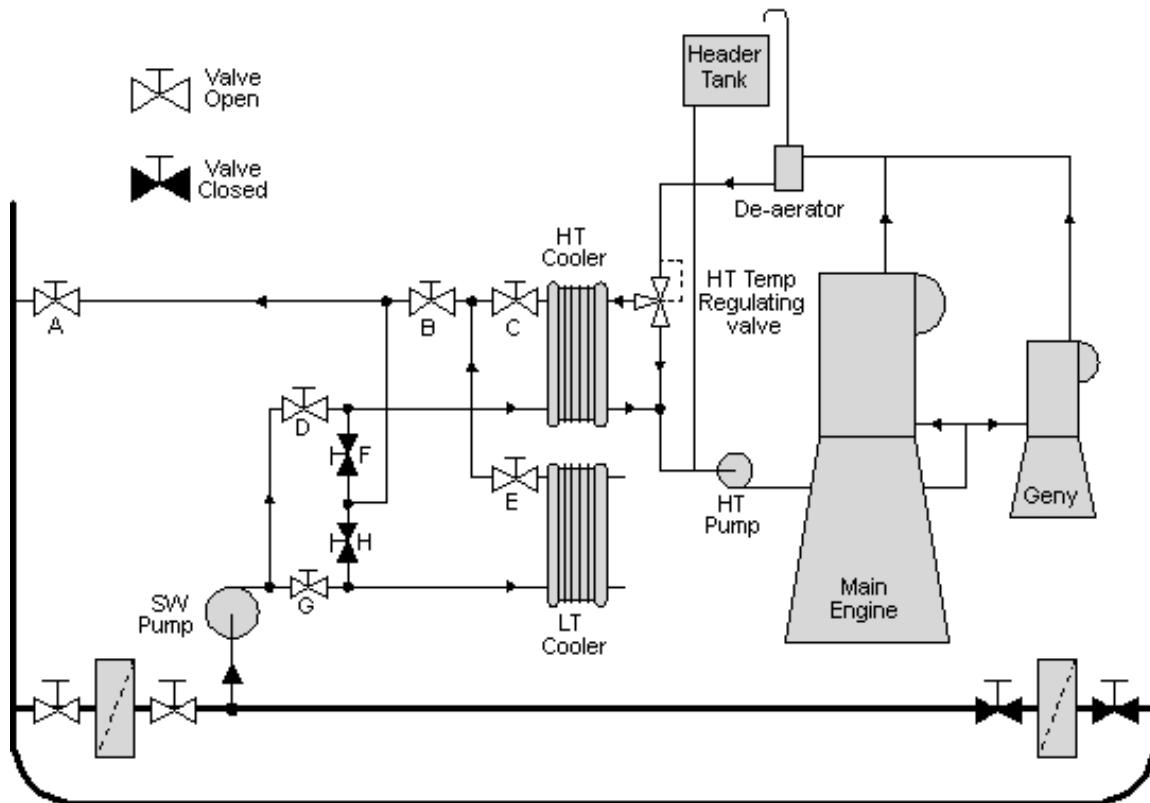 Header
Tank
Valve
Open
Valve
Closed
De-aerator
HT
Cooler
HT Temp
Regulating
valve
A
B
C
D
F
E
H
G
HT
Pump
Geny
Main
Engine
SW
Pump
LT
Cooler